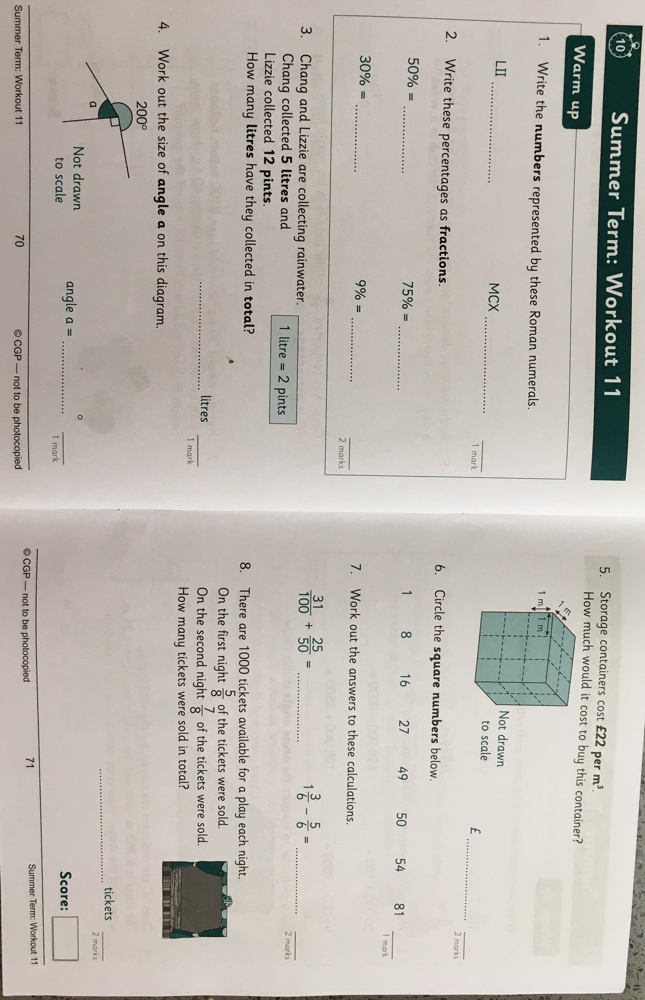 10
Summer Term: Workout 11
Warm up
1. Write the numbers represented by these Roman numerals.
LII ........................ MCX ........................
1 mark
2. Write these percentages as fractions.
50% = ................ 75% = ................
30% = ................ 9% = ................
2 marks
3. Chang and Lizzie are collecting rainwater.
Chang collected 5 litres and
Lizzie collected 12 pints.
1 litre = 2 pints
How many litres have they collected in total?
........................... litres
1 mark
4. Work out the size of angle a on this diagram.
200°
a
Not drawn
to scale
angle a = .................. °
1 mark
Summer Term: Workout 11 70 © CGP — not to be photocopied
5. Storage containers cost £22 per m³.
How much would it cost to buy this container?
1 m
1 m
1 m
Not drawn
to scale
£ ....................
2 marks
6. Circle the square numbers below.
1 8 16 27 49 50 54 81
1 mark
7. Work out the answers to these calculations.
31/100 + 25/50 = ................. 1 3/6 − 5/6 = .................
2 marks
8. There are 1000 tickets available for a play each night.
On the first night 5/8 of the tickets were sold.
On the second night 7/8 of the tickets were sold.
How many tickets were sold in total?
............................ tickets
2 marks
Score:
© CGP — not to be photocopied 71 Summer Term: Workout 11